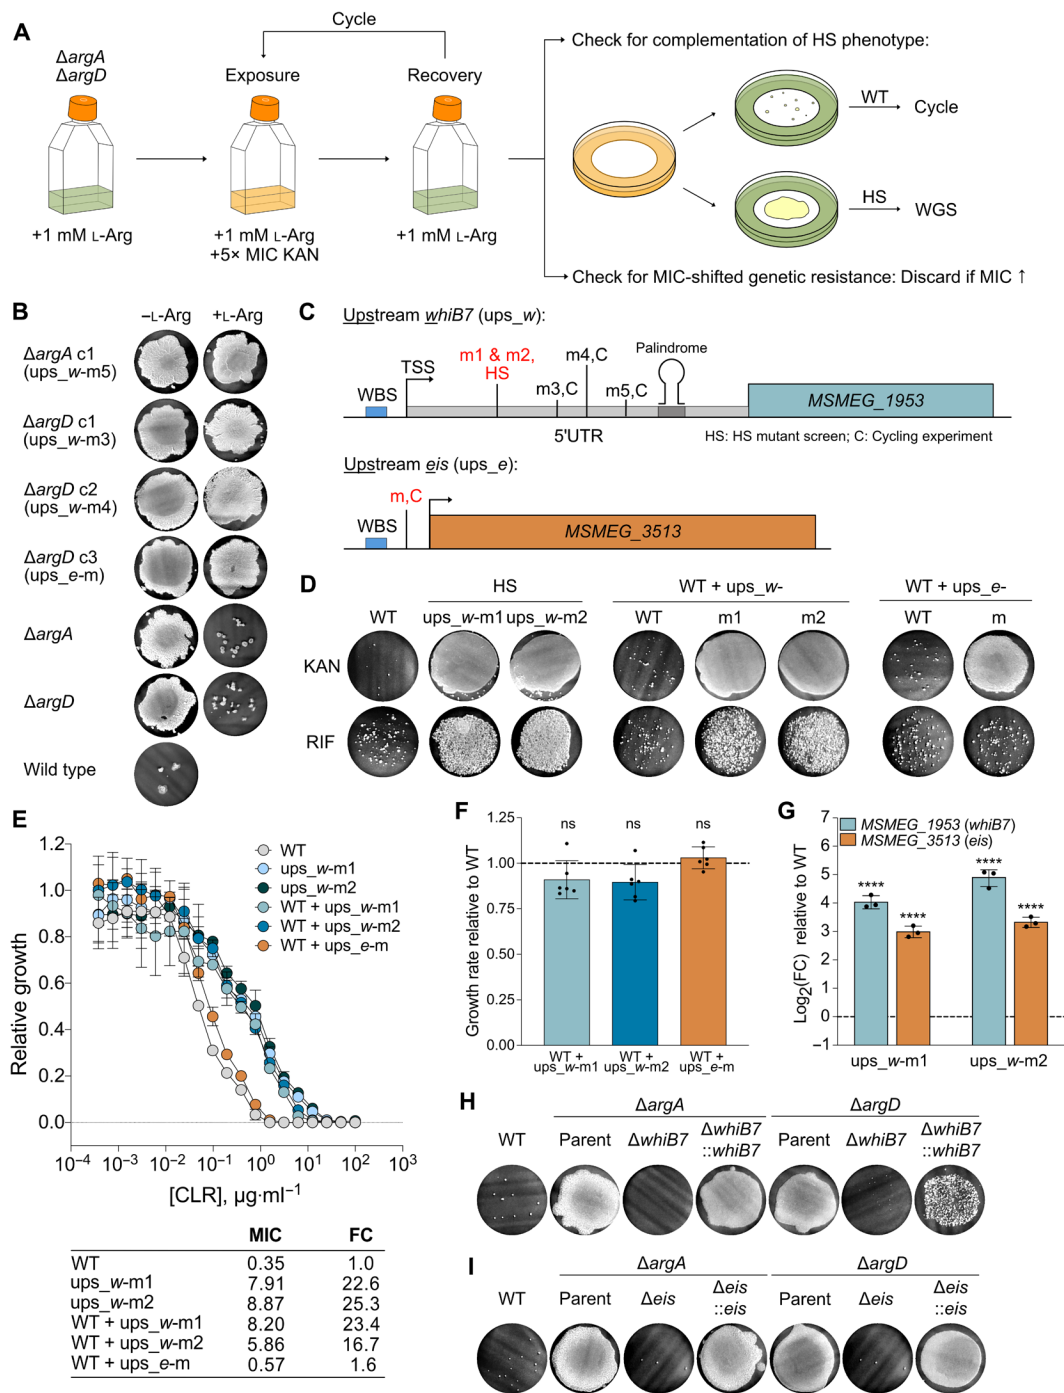 A
Cycle
ΔargA
ΔargD
Exposure
Recovery
+1 mM L-Arg
+1 mM L-Arg
+5× MIC KAN
+1 mM L-Arg
Check for complementation of HS phenotype:
WT
Cycle
HS
WGS
Check for MIC-shifted genetic resistance: Discard if MIC ↑
B
–L-Arg
+L-Arg
ΔargA c1
(ups_w-m5)
ΔargD c1
(ups_w-m3)
ΔargD c2
(ups_w-m4)
ΔargD c3
(ups_e-m)
ΔargA
ΔargD
Wild type
C
Upstream whiB7 (ups_w):
WBS
TSS
m1 & m2,
HS
m3,C
m4,C
m5,C
Palindrome
MSMEG_1953
5'UTR
HS: HS mutant screen; C: Cycling experiment
Upstream eis (ups_e):
WBS
m,C
MSMEG_3513
D
HS
WT + ups_w-
WT + ups_e-
WT
ups_w-m1
ups_w-m2
WT
m1
m2
WT
m
KAN
RIF
E
Relative growth
1.2
1.0
0.8
0.6
0.4
0.2
0.0
10⁻⁴
10⁻³
10⁻²
10⁻¹
10⁰
10¹
10²
10³
[CLR], μg·ml⁻¹
WT
ups_w-m1
ups_w-m2
WT + ups_w-m1
WT + ups_w-m2
WT + ups_e-m
MIC FC
WT 0.35 1.0
ups_w-m1 7.91 22.6
ups_w-m2 8.87 25.3
WT + ups_w-m1 8.20 23.4
WT + ups_w-m2 5.86 16.7
WT + ups_e-m 0.57 1.6
F
Growth rate relative to WT
1.25
1.00
0.75
0.50
0.25
0.00
ns
ns
ns
WT +
ups_w-m1
WT +
ups_w-m2
WT +
ups_e-m
G
Log₂(FC) relative to WT
7
6
5
4
3
2
1
0
–1
MSMEG_1953 (whiB7)
MSMEG_3513 (eis)
****
****
****
****
ups_w-m1
ups_w-m2
H
ΔargA
ΔargD
WT
Parent
ΔwhiB7
ΔwhiB7
::whiB7
Parent
ΔwhiB7
ΔwhiB7
::whiB7
I
ΔargA
ΔargD
WT
Parent
Δeis
Δeis
::eis
Parent
Δeis
Δeis
::eis